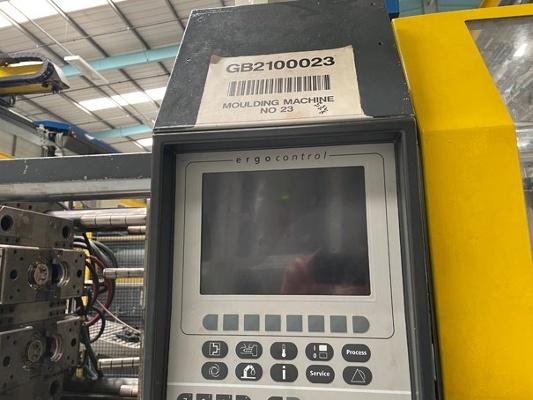 GB2100023
MOULDING MACHINE
NO 23
ergocontrol
Process
i
Service